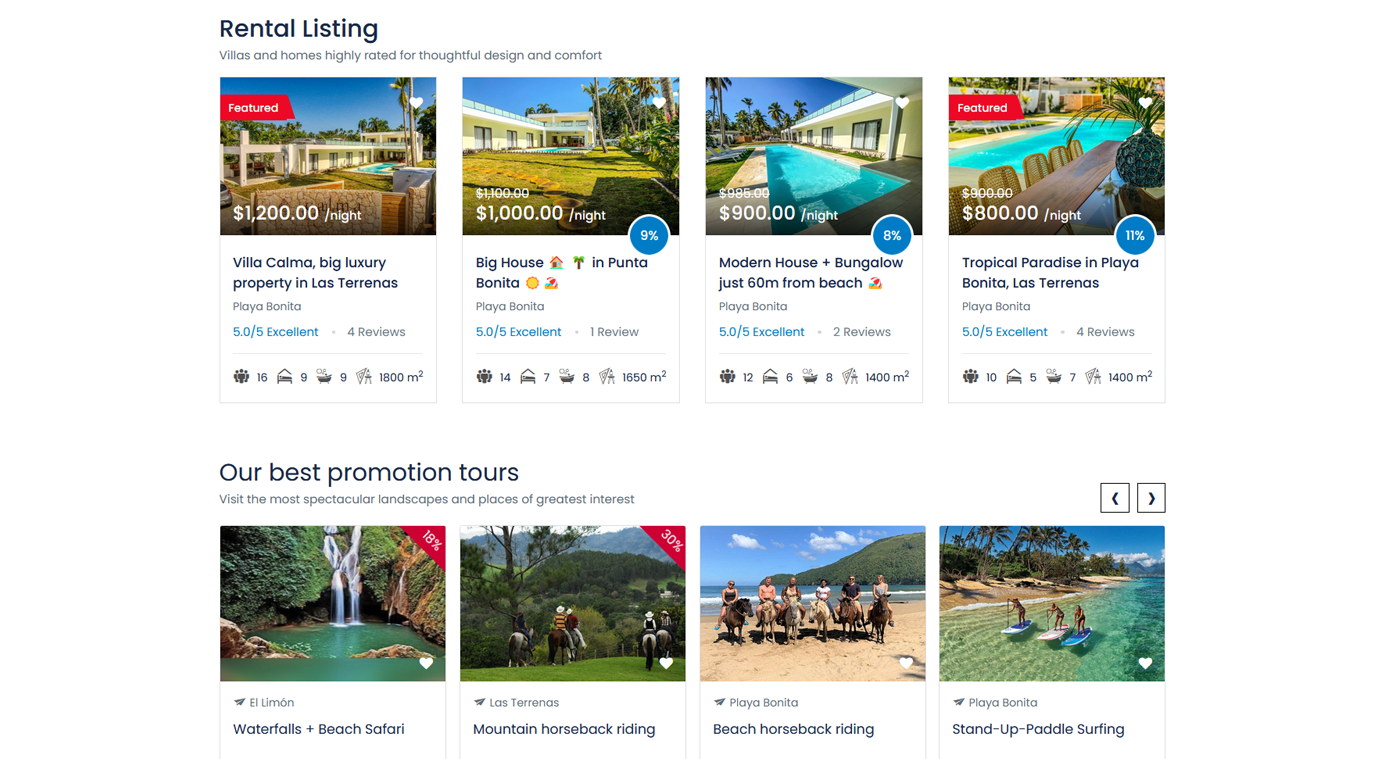 Rental Listing
Villas and homes highly rated for thoughtful design and comfort
Featured
$1,200.00 /night
Villa Calma, big luxury
property in Las Terrenas
Playa Bonita
5.0/5 Excellent • 4 Reviews
16 9 9 1800 m²
$1,100.00
$1,000.00 /night
9%
Big House 🏠 🌴 in Punta
Bonita 🌞 🏖️
Playa Bonita
5.0/5 Excellent • 1 Review
14 7 8 1650 m²
$985.00
$900.00 /night
8%
Modern House + Bungalow
just 60m from beach 🏖️
Playa Bonita
5.0/5 Excellent • 2 Reviews
12 6 8 1400 m²
Featured
$900.00
$800.00 /night
11%
Tropical Paradise in Playa
Bonita, Las Terrenas
Playa Bonita
5.0/5 Excellent • 4 Reviews
10 5 7 1400 m²
Our best promotion tours
Visit the most spectacular landscapes and places of greatest interest
❮ ❯
18%
El Limón
Waterfalls + Beach Safari
30%
Las Terrenas
Mountain horseback riding
Playa Bonita
Beach horseback riding
Playa Bonita
Stand-Up-Paddle Surfing